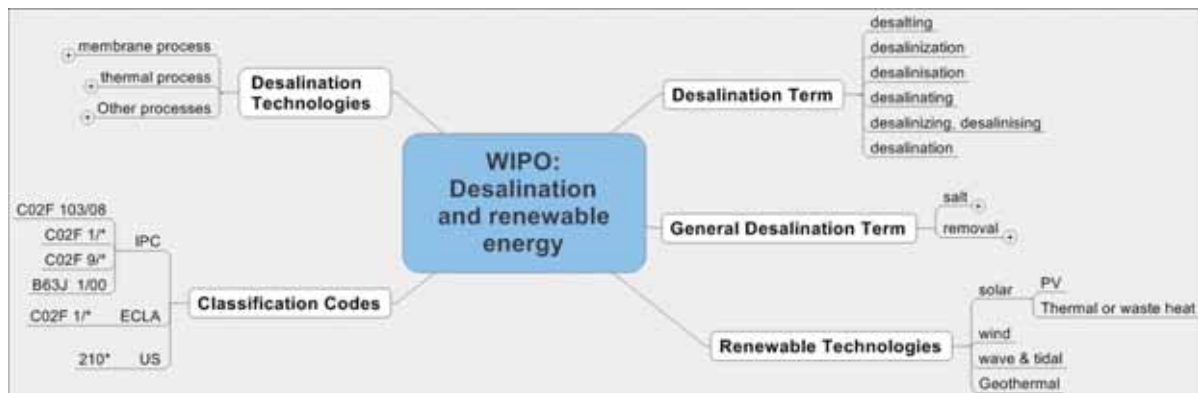 WIPO:
Desalination
and renewable
energy
Desalination
Technologies
membrane process
thermal process
Other processes
Classification Codes
IPC
C02F 103/08
C02F 1/*
C02F 9/*
B63J 1/00
ECLA
C02F 1/*
US
210*
Desalination Term
desalting
desalinization
desalinisation
desalinating
desalinizing, desalinising
desalination
General Desalination Term
salt
removal
Renewable Technologies
solar
PV
Thermal or waste heat
wind
wave & tidal
Geothermal